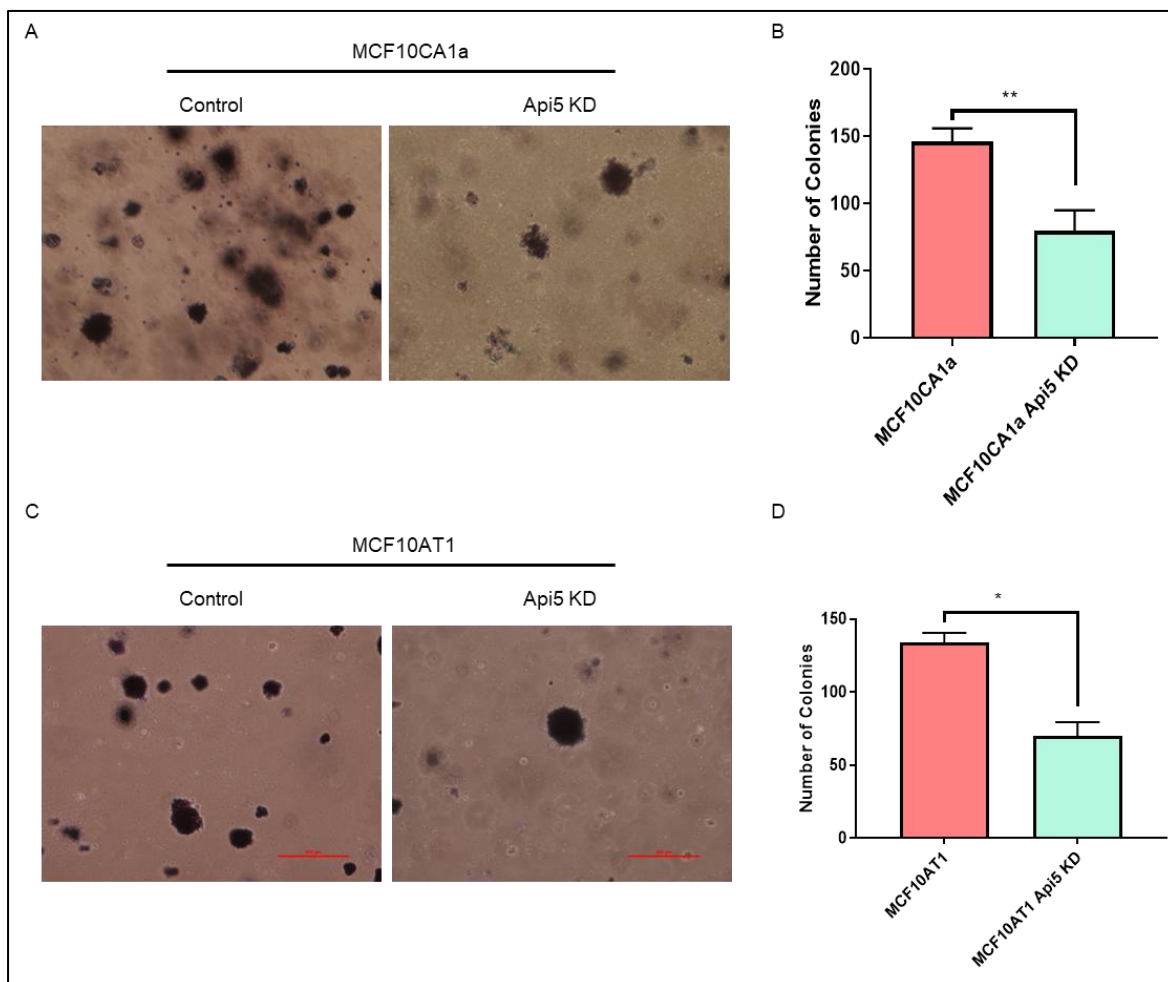 A
MCF10CA1a
Control
Api5 KD
B
200
150
100
50
0
Number of Colonies
**
MCF10CA1a
MCF10CA1a Api5 KD
C
MCF10AT1
Control
Api5 KD
D
150
100
50
0
Number of Colonies
*
MCF10AT1
MCF10AT1 Api5 KD